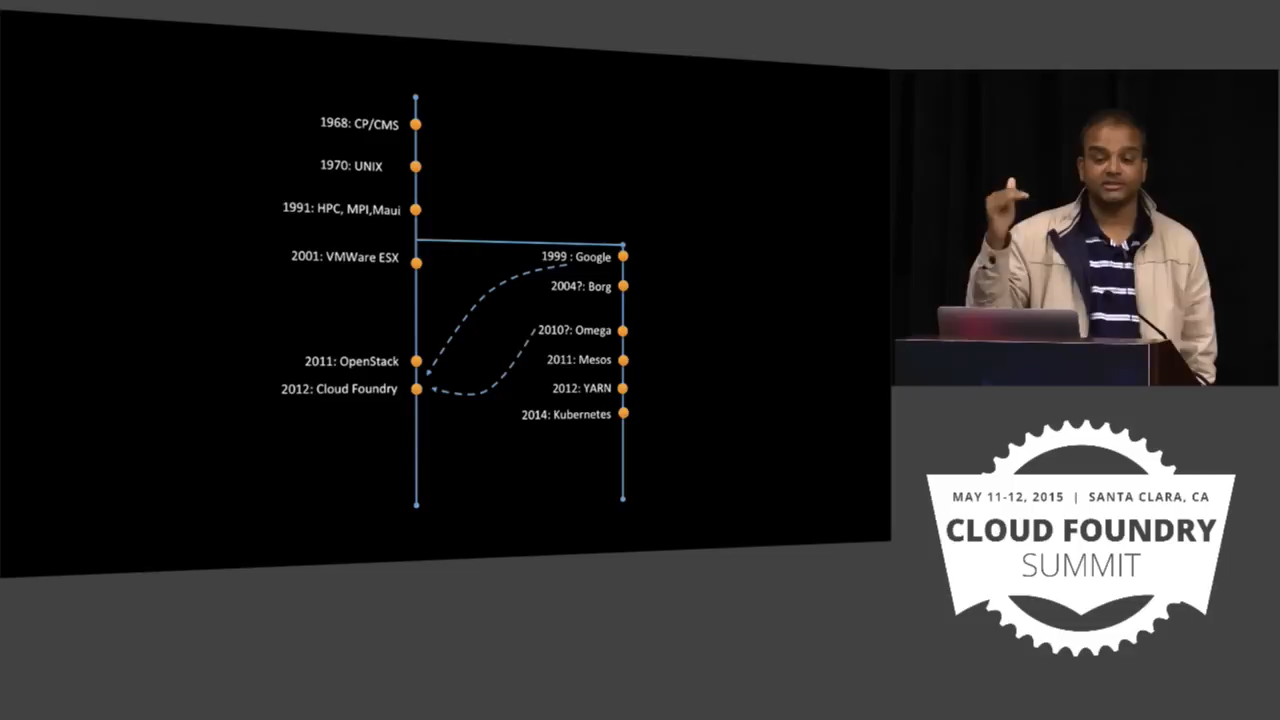 1968: CP/CMS
1970: UNIX
1991: HPC, MPI,Maui
2001: VMWare ESX
2011: OpenStack
2012: Cloud Foundry
1999 : Google
2004?: Borg
2010?: Omega
2011: Mesos
2012: YARN
2014: Kubernetes
MAY 11-12, 2015 | SANTA CLARA, CA
CLOUD FOUNDRY
SUMMIT